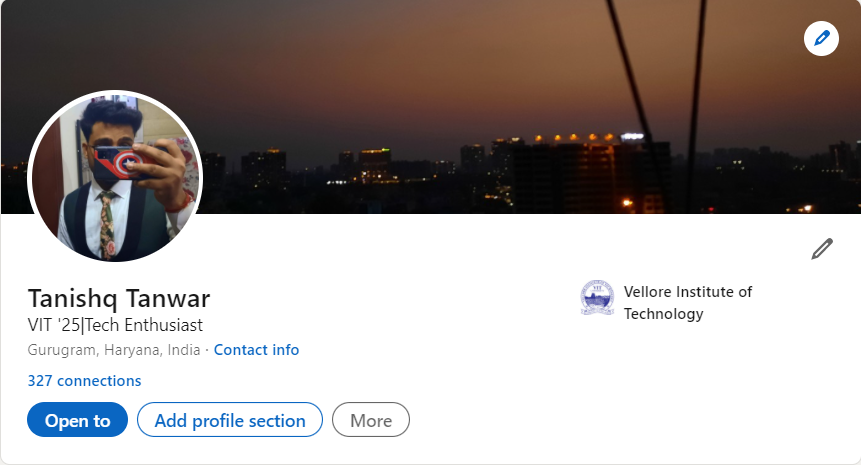 Tanishq Tanwar
VIT '25|Tech Enthusiast
Gurugram, Haryana, India · Contact info
327 connections
Open to
Add profile section
More
Vellore Institute of
Technology